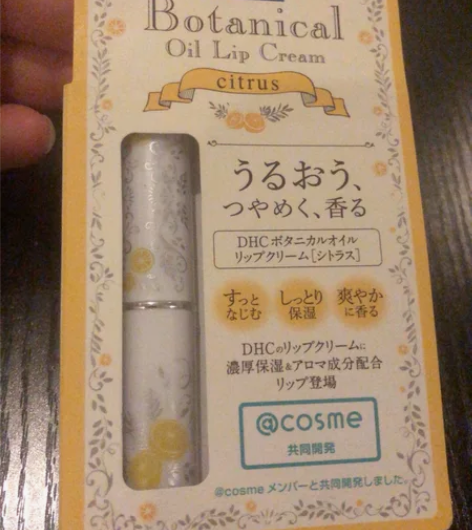 Botanical
Oil Lip Cream
citrus
うるおう、
つやめく、香る
DHC ボタニカルオイル
リップクリーム[シトラス]
すっと
なじむ
しっとり
保湿
爽やか
に香る
DHCのリップクリームに
濃厚保湿&アロマ成分配合
リップ登場
@cosme
共同開発
@cosme メンバーと共同開発しました。